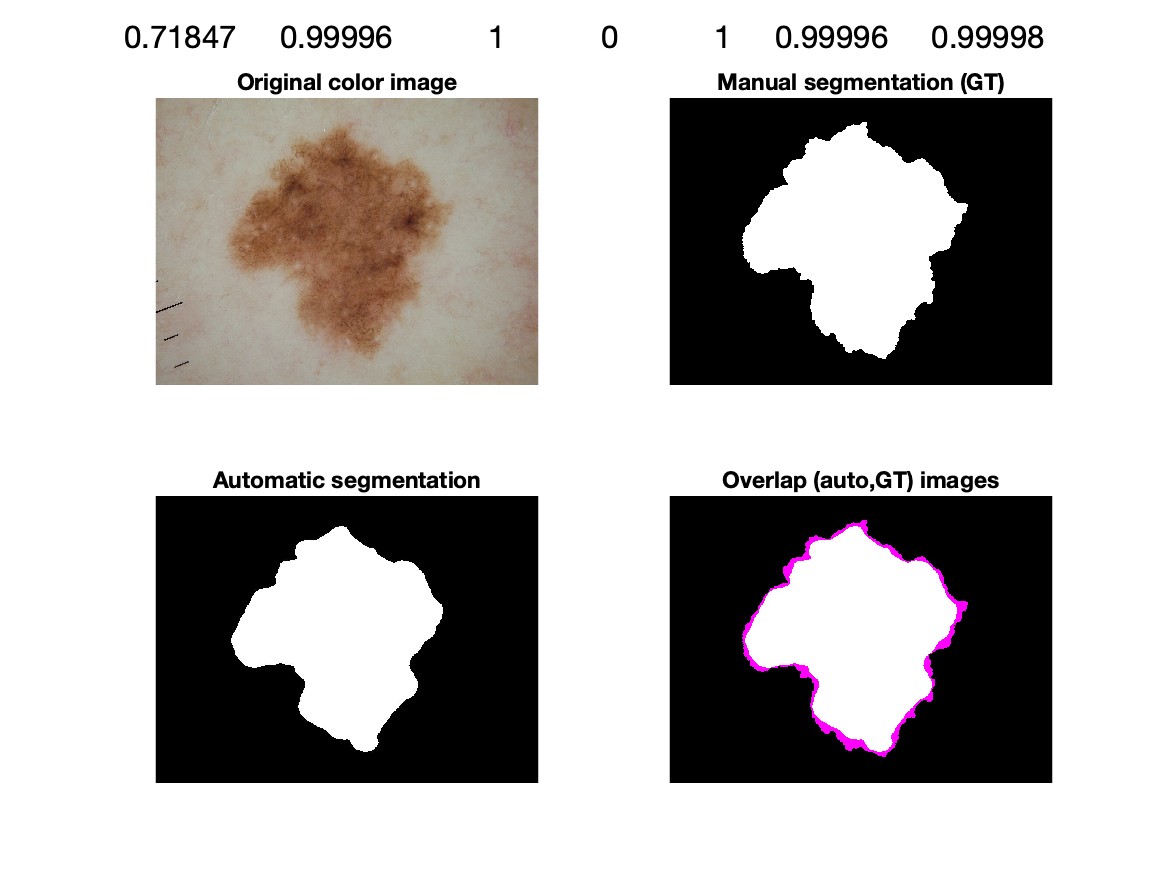 0.71847 0.99996 1 0 1 0.99996 0.99998
Original color image
Manual segmentation (GT)
Automatic segmentation
Overlap (auto,GT) images